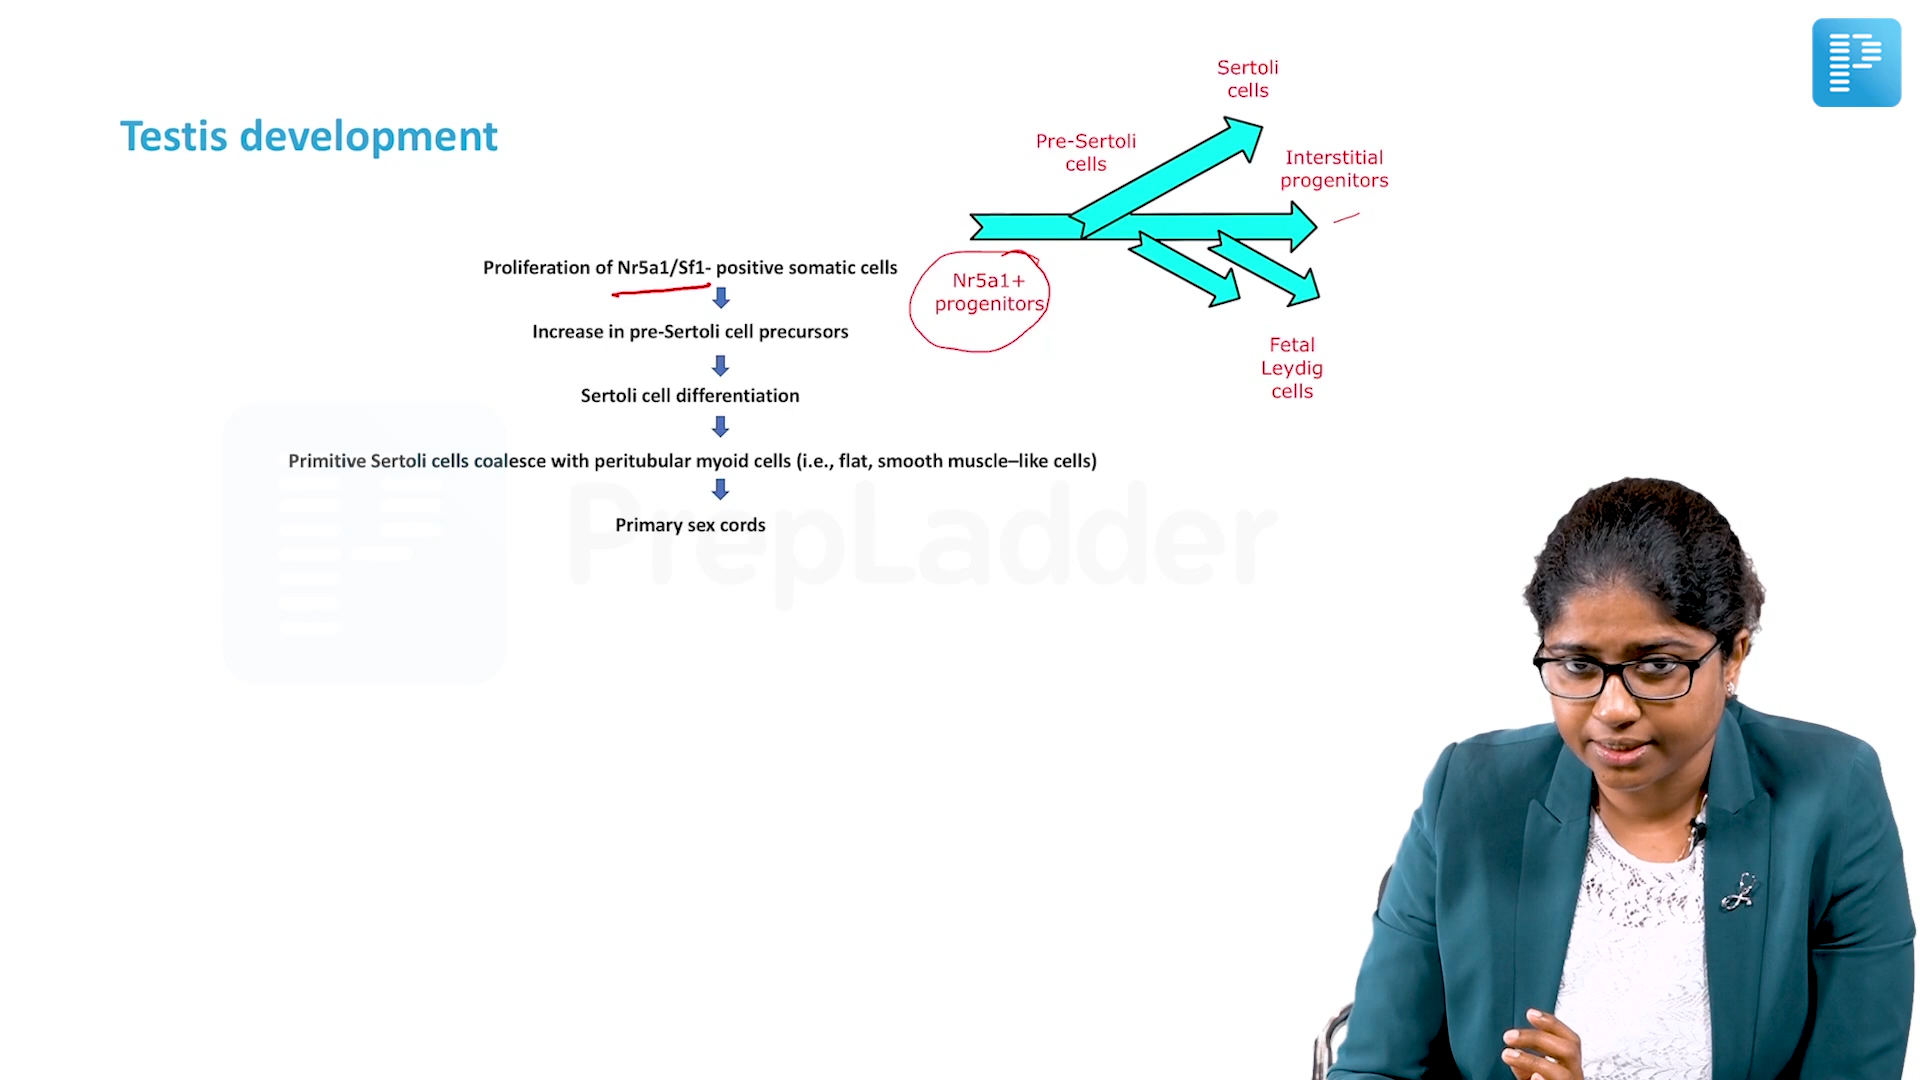 Testis development
Sertoli
cells
Pre-Sertoli
cells
Interstitial
progenitors
Nr5a1+
progenitors
Fetal
Leydig
cells
Proliferation of Nr5a1/Sf1- positive somatic cells
Increase in pre-Sertoli cell precursors
Sertoli cell differentiation
Primitive Sertoli cells coalesce with peritubular myoid cells (i.e., flat, smooth muscle–like cells)
Primary sex cords
PrepLadder